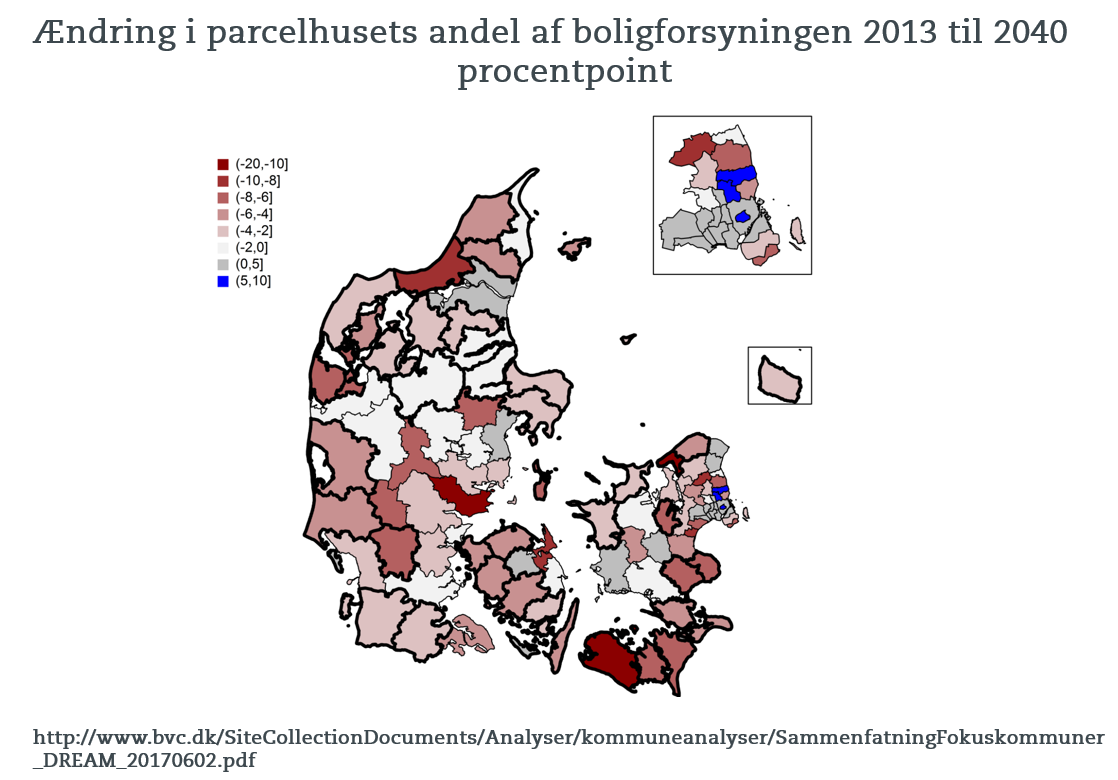 Ændring i parcelhusets andel af boligforsyningen 2013 til 2040
procentpoint
(-20,-10]
(-10,-8]
(-8,-6]
(-6,-4]
(-4,-2]
(-2,0]
(0,5]
(5,10]
http://www.bvc.dk/SiteCollectionDocuments/Analyser/kommuneanalyser/SammenfatningFokuskommuner
_DREAM_20170602.pdf